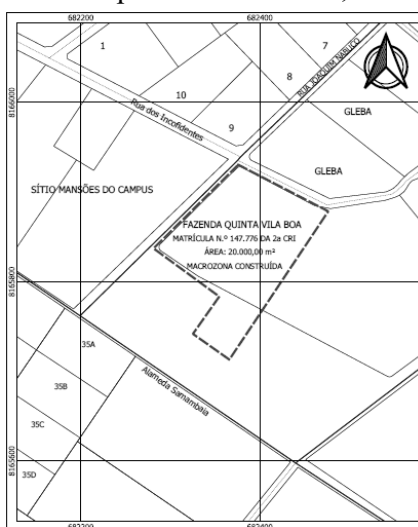 682200
682400
8166000
8165800
8165600
1
7
8
10
9
RUA JOAQUIM NABUCO
Rua dos Incofidentes
GLEBA
GLEBA
SÍTIO MANSÕES DO CAMPUS
FAZENDA QUINTA VILA BOA
MATRÍCULA N.º 147.776 DA 2a CRI
ÁREA: 20.000,00 m²
MACROZONA CONSTRUÍDA
35A
35B
35C
35D
Alameda Samambaia
682200
682400